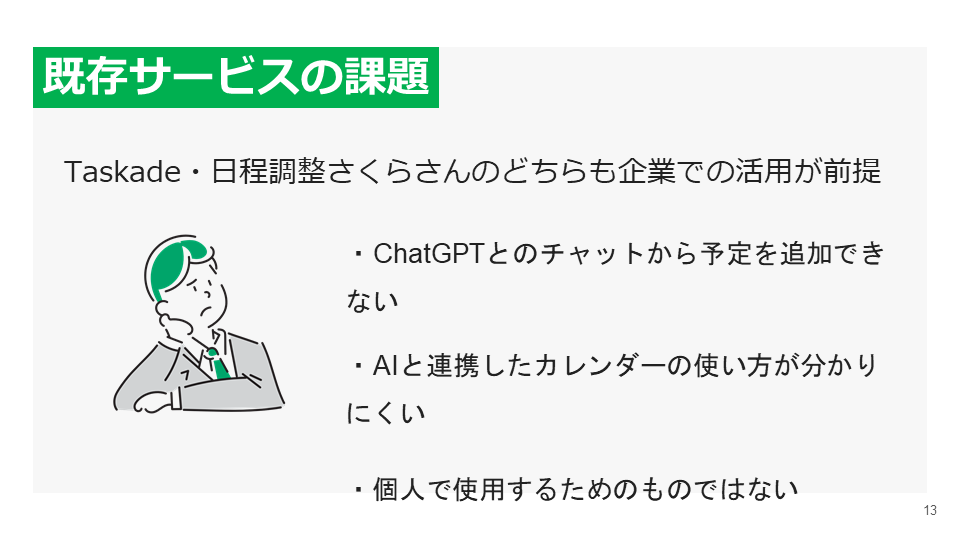 既存サービスの課題
Taskade・日程調整さくらさんのどちらも企業での活用が前提
・ChatGPTとのチャットから予定を追加でき
ない
・AIと連携したカレンダーの使い方が分かり
にくい
・個人で使用するためのものではない
13